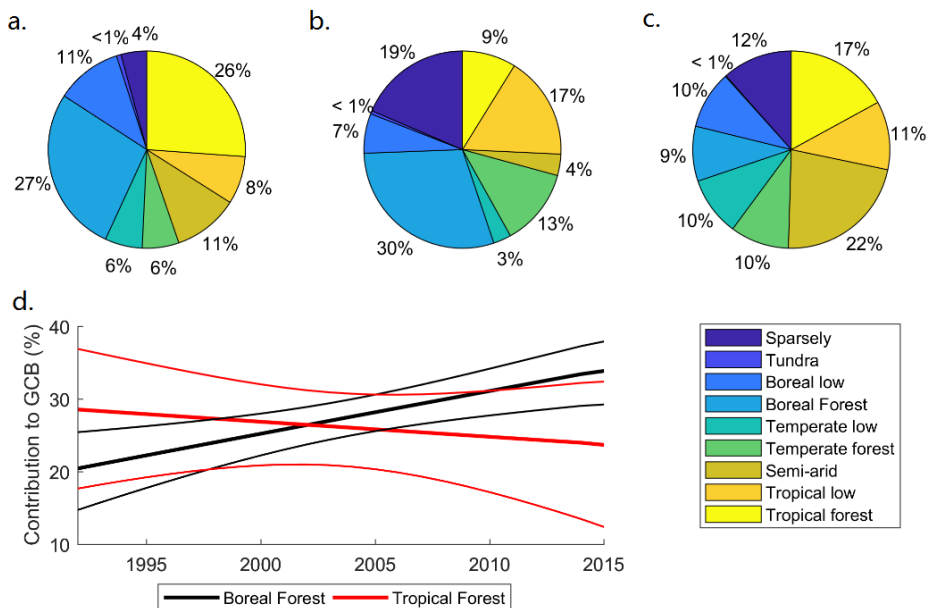 a.
<1%
4%
11%
26%
27%
8%
11%
6%
6%
b.
9%
19%
17%
< 1%
7%
4%
13%
30%
3%
c.
12%
17%
< 1%
10%
11%
9%
10%
22%
10%
d.
Contribution to GCB (%)
40
30
20
10
1995
2000
2005
2010
2015
Boreal Forest
Tropical Forest
Sparsely
Tundra
Boreal low
Boreal Forest
Temperate low
Temperate forest
Semi-arid
Tropical low
Tropical forest